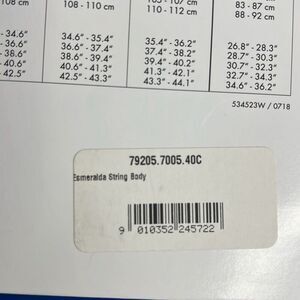 108 cm
108 - 110 cm
105 - 107 cm
110 - 112 cm
83 - 87 cm
88 - 92 cm
- 34.6"
- 36.6"
- 38.6"
- 40.6"
- 42.5"
34.6" - 35.4"
36.6" - 37.4"
38.6" - 39.4"
40.6" - 41.3"
42.5" - 43.3"
35.4" - 36.2"
37.4" - 38.2"
39.4" - 40.2"
41.3" - 42.1"
43.3" - 44.1"
26.8" - 28.3"
28.7" - 30.3"
30.7" - 32.3"
32.7" - 34.3"
34.6" - 36.2"
534523W / 0718
79205.7005.40C
Esmeralda String Body
9 010352 245722